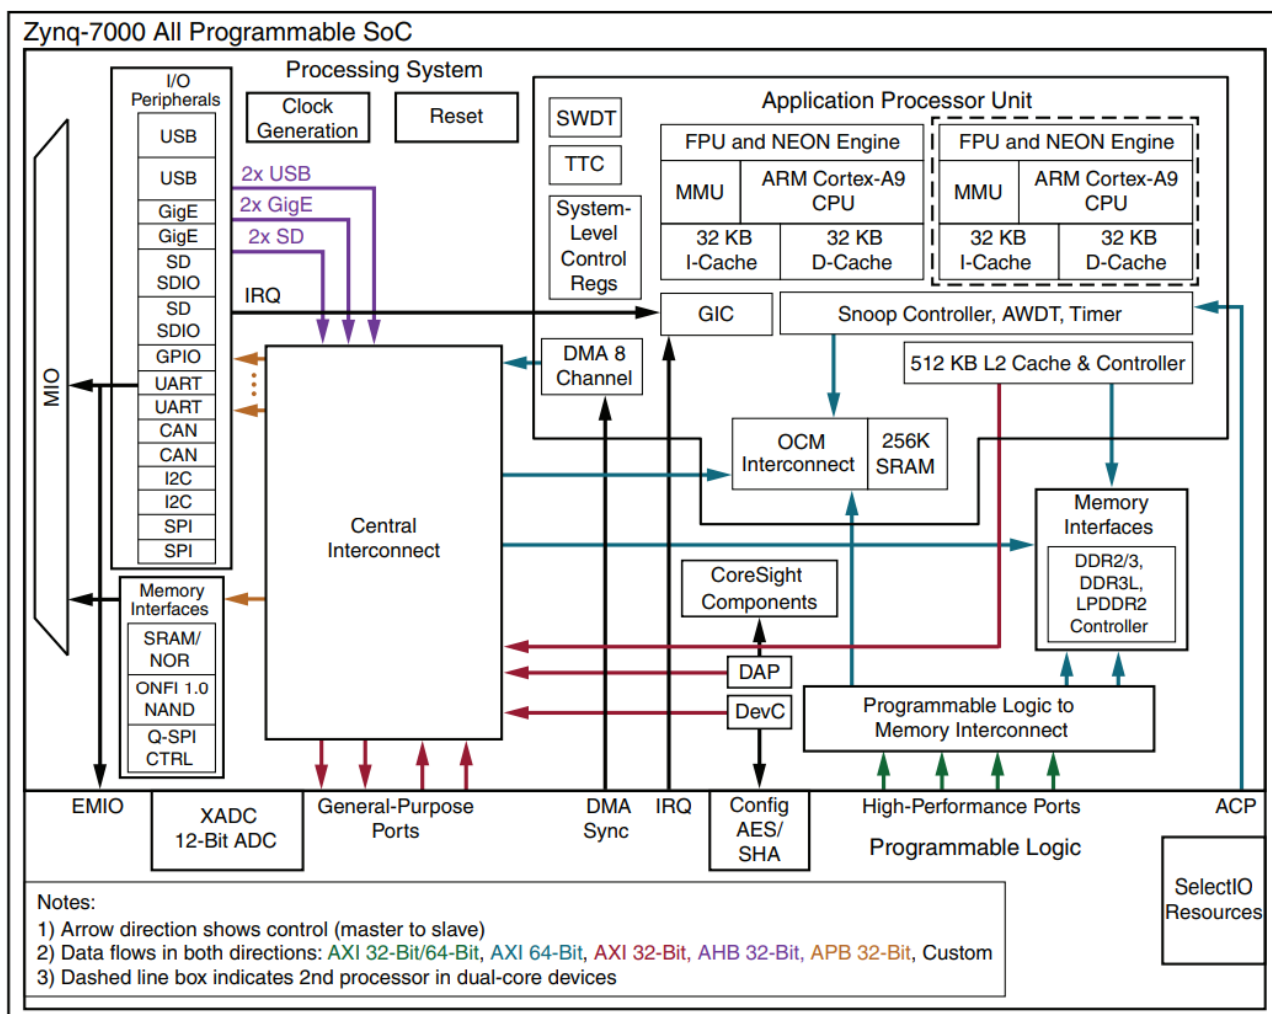 Zynq-7000 All Programmable SoC
Processing System
I/O
Peripherals
USB
USB
GigE
GigE
SD
SDIO
SD
SDIO
GPIO
UART
UART
CAN
CAN
I2C
I2C
SPI
SPI
MIO
Clock
Generation
Reset
2x USB
2x GigE
2x SD
IRQ
Application Processor Unit
SWDT
TTC
System-
Level
Control
Regs
FPU and NEON Engine
MMU
ARM Cortex-A9
CPU
32 KB
I-Cache
32 KB
D-Cache
FPU and NEON Engine
MMU
ARM Cortex-A9
CPU
32 KB
I-Cache
32 KB
D-Cache
GIC
Snoop Controller, AWDT, Timer
DMA 8
Channel
512 KB L2 Cache & Controller
OCM
Interconnect
256K
SRAM
Central
Interconnect
Memory
Interfaces
DDR2/3,
DDR3L,
LPDDR2
Controller
CoreSight
Components
DAP
DevC
Programmable Logic to
Memory Interconnect
Memory
Interfaces
SRAM/
NOR
ONFI 1.0
NAND
Q-SPI
CTRL
EMIO
XADC
12-Bit ADC
General-Purpose
Ports
DMA
Sync
IRQ
Config
AES/
SHA
High-Performance Ports
ACP
Programmable Logic
SelectIO
Resources
Notes:
1) Arrow direction shows control (master to slave)
2) Data flows in both directions: AXI 32-Bit/64-Bit, AXI 64-Bit, AXI 32-Bit, AHB 32-Bit, APB 32-Bit, Custom
3) Dashed line box indicates 2nd processor in dual-core devices